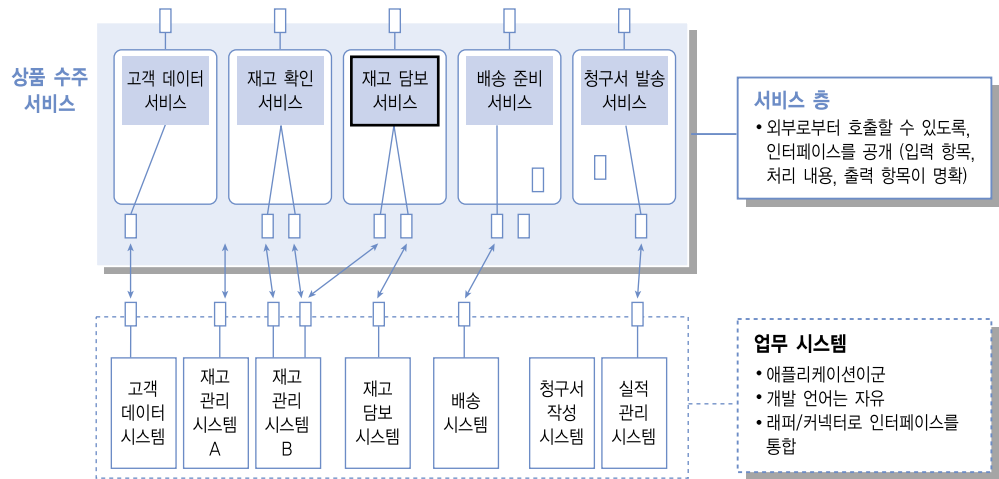 상품 수주
서비스
고객 데이터
서비스
재고 확인
서비스
재고 담보
서비스
배송 준비
서비스
청구서 발송
서비스
서비스 층
• 외부로부터 호출할 수 있도록,
인터페이스를 공개 (입력 항목,
처리 내용, 출력 항목이 명확)
고객
데이터
시스템
재고
관리
시스템
A
재고
관리
시스템
B
재고
담보
시스템
배송
시스템
청구서
작성
시스템
실적
관리
시스템
업무 시스템
• 애플리케이션이군
• 개발 언어는 자유
• 래퍼/커넥터로 인터페이스를
통합